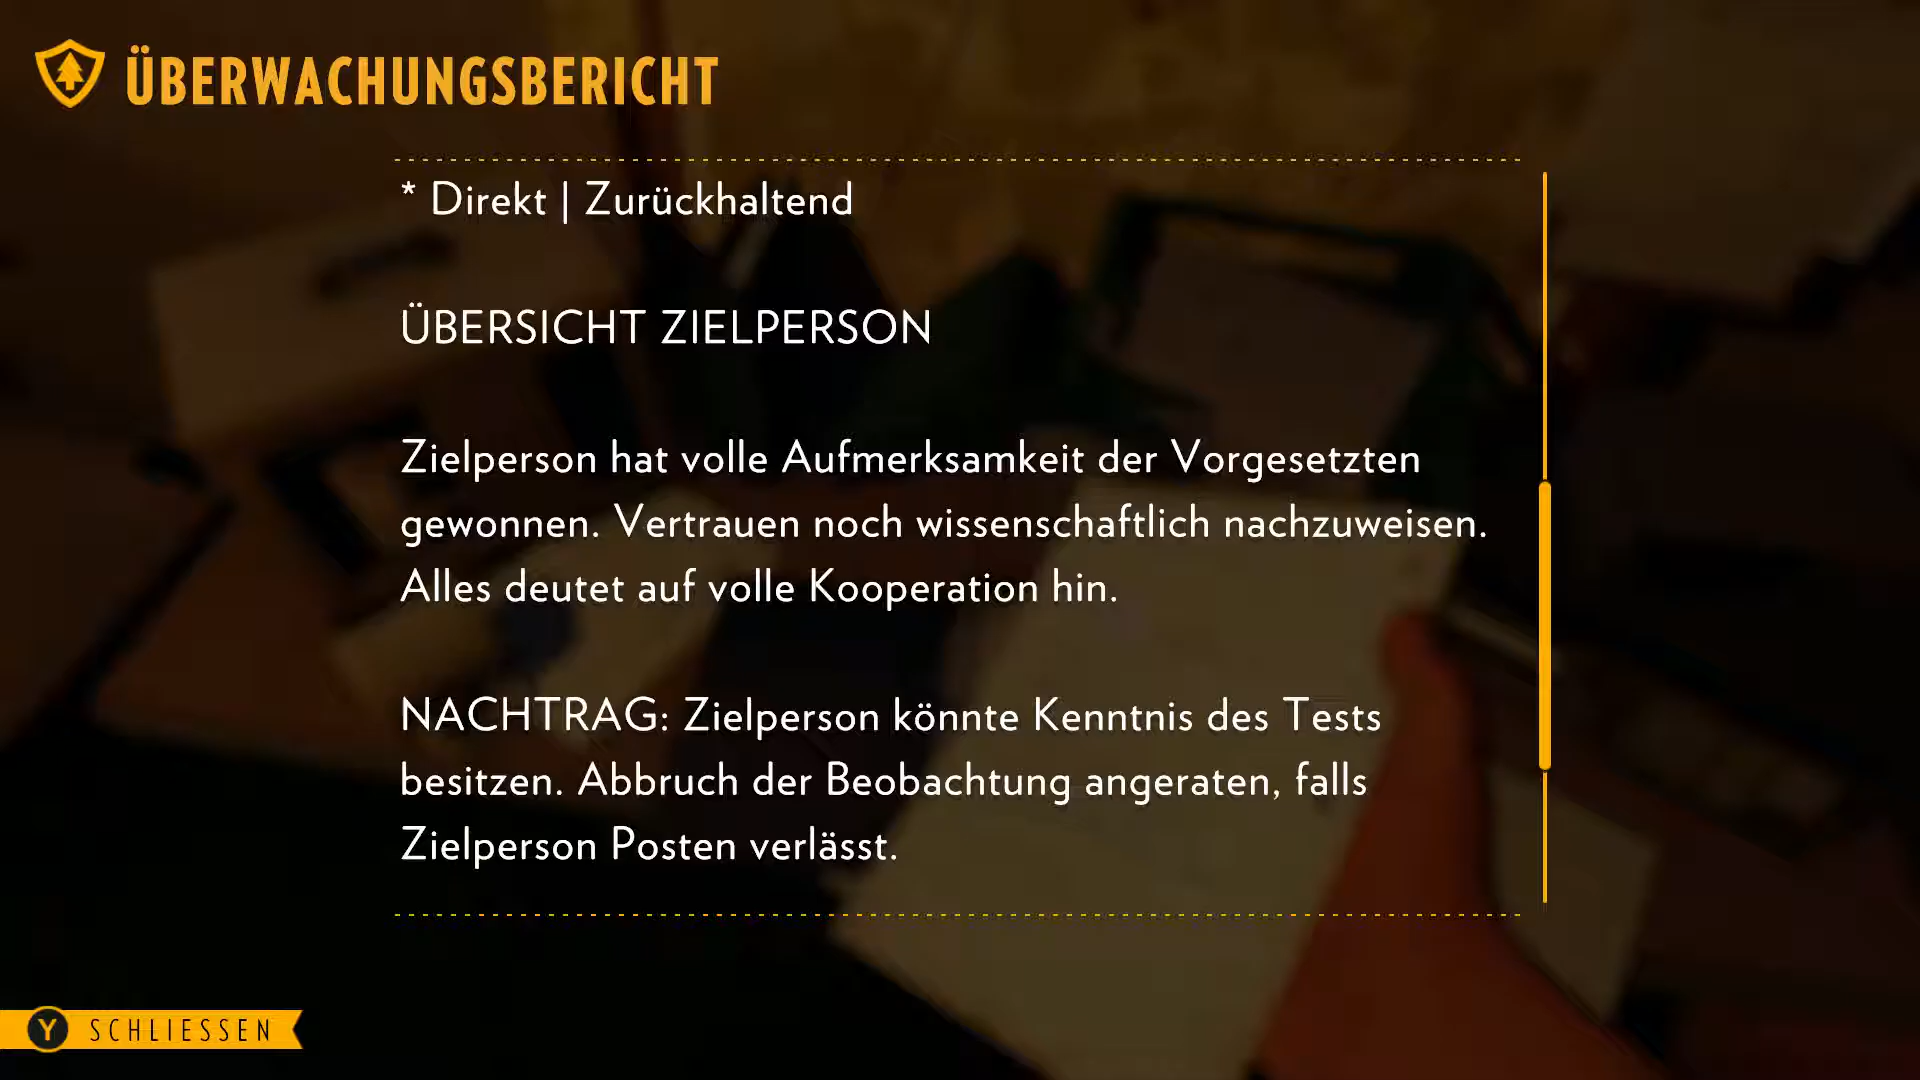 ÜBERWACHUNGSBERICHT
* Direkt | Zurückhaltend
ÜBERSICHT ZIELPERSON
Zielperson hat volle Aufmerksamkeit der Vorgesetzten
gewonnen. Vertrauen noch wissenschaftlich nachzuweisen.
Alles deutet auf volle Kooperation hin.
NACHTRAG: Zielperson könnte Kenntnis des Tests
besitzen. Abbruch der Beobachtung angeraten, falls
Zielperson Posten verlässt.
Y SCHLIESSEN